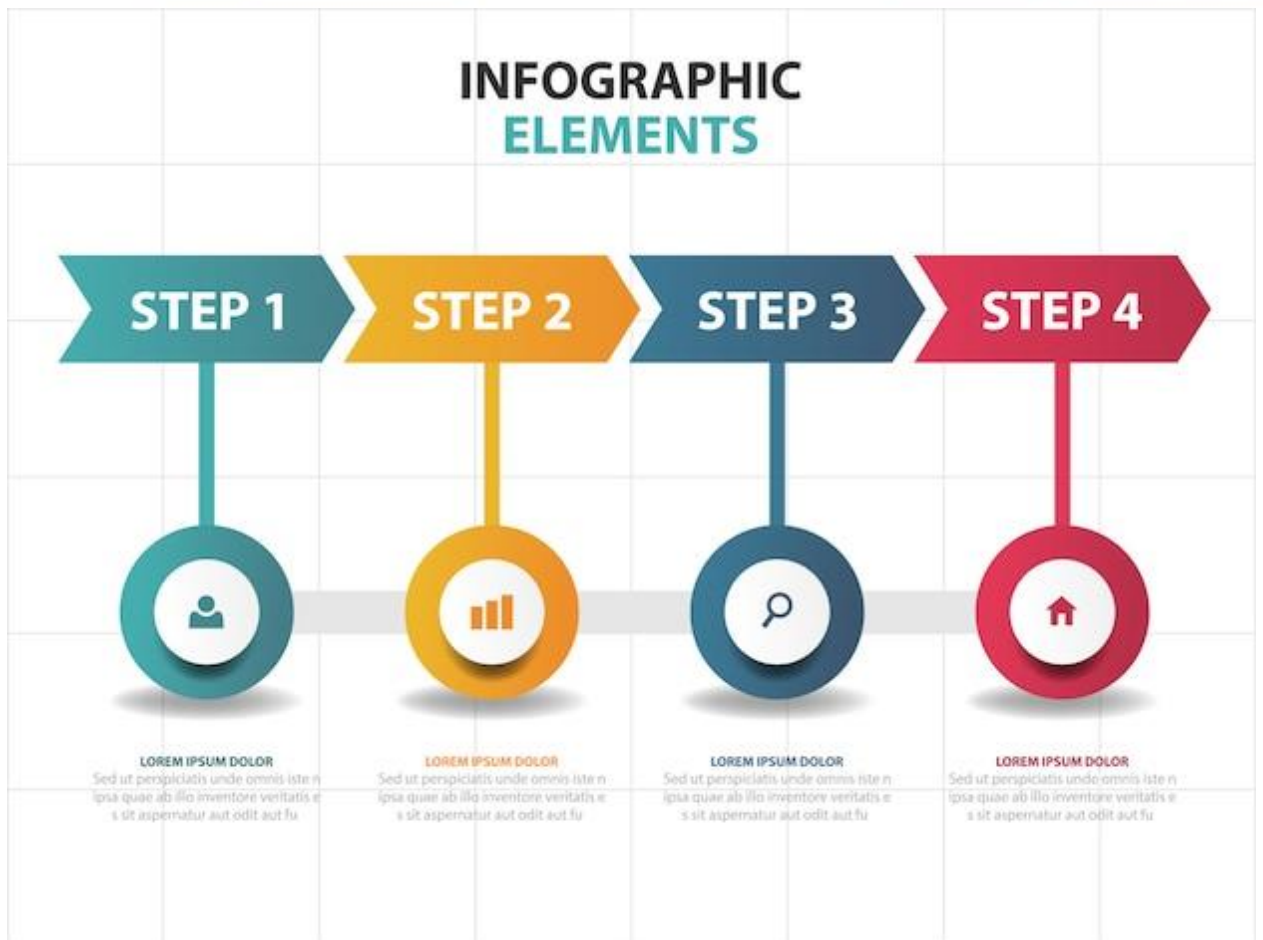 INFOGRAPHIC
ELEMENTS
STEP 1
STEP 2
STEP 3
STEP 4
LOREM IPSUM DOLOR
Sed ut perspiciatis unde omnis iste n
ipsa quae ab illo inventore veritatis e
s sit aspernatur aut odit aut fu
LOREM IPSUM DOLOR
Sed ut perspiciatis unde omnis iste n
ipsa quae ab illo inventore veritatis e
s sit aspernatur aut odit aut fu
LOREM IPSUM DOLOR
Sed ut perspiciatis unde omnis iste n
ipsa quae ab illo inventore veritatis e
s sit aspernatur aut odit aut fu
LOREM IPSUM DOLOR
Sed ut perspiciatis unde omnis iste n
ipsa quae ab illo inventore veritatis e
s sit aspernatur aut odit aut fu